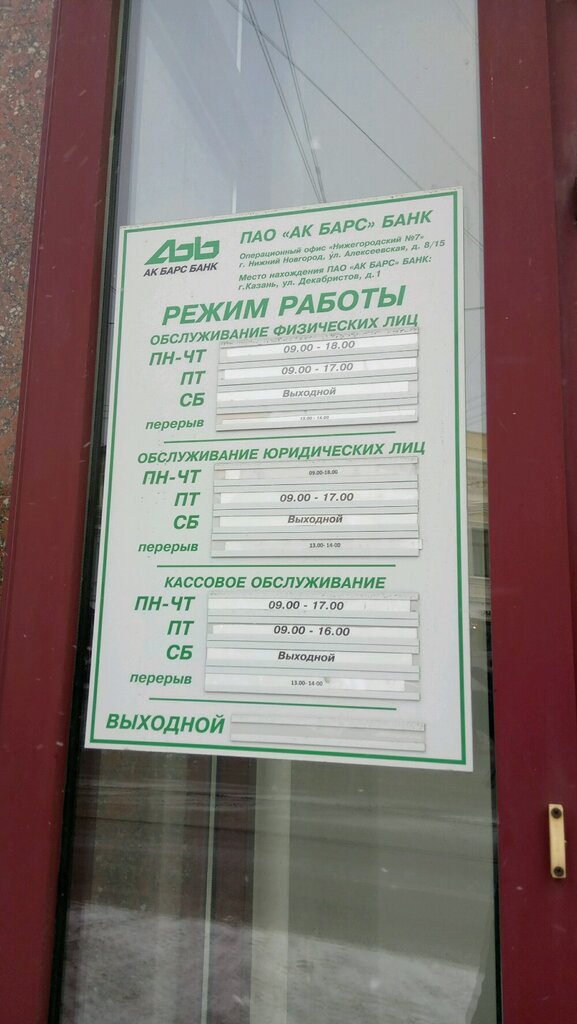 АК БАРС БАНК
ПАО «АК БАРС» БАНК
Операционный офис «Нижегородский №7»
г. Нижний Новгород, ул. Алексеевская, д. 8/15
Место нахождения ПАО «АК БАРС» БАНК:
г.Казань, ул. Декабристов, д.1
РЕЖИМ РАБОТЫ
ОБСЛУЖИВАНИЕ ФИЗИЧЕСКИХ ЛИЦ
ПН-ЧТ 09.00 - 18.00
ПТ 09.00 - 17.00
СБ Выходной
перерыв 13.00 - 14.00
ОБСЛУЖИВАНИЕ ЮРИДИЧЕСКИХ ЛИЦ
ПН-ЧТ 09.00-18.00
ПТ 09.00 - 17.00
СБ Выходной
перерыв 13.00- 14-00
КАССОВОЕ ОБСЛУЖИВАНИЕ
ПН-ЧТ 09.00 - 17.00
ПТ 09.00 - 16.00
СБ Выходной
перерыв 13.00- 14-00
ВЫХОДНОЙ